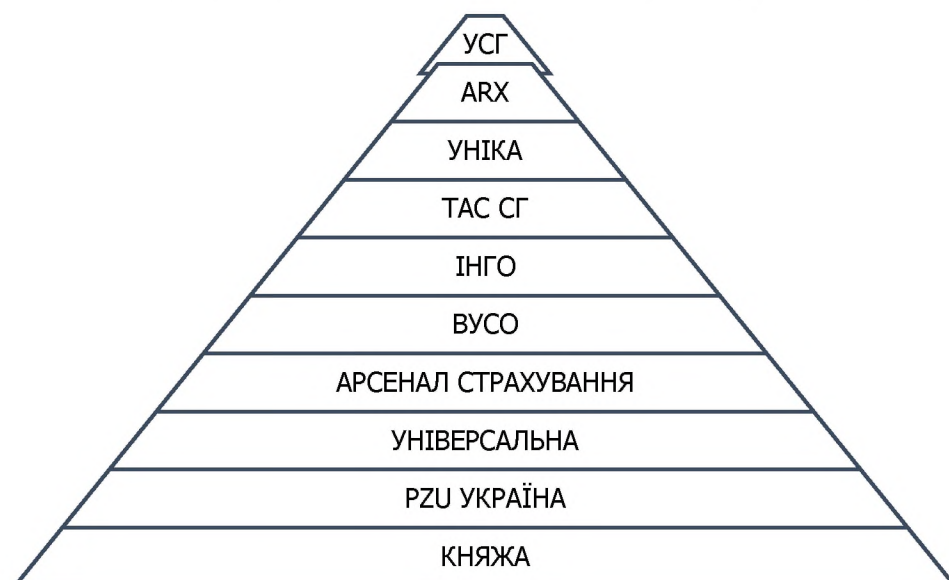 УСГ
ARX
УНІКА
ТАС СГ
ІНГО
ВУСО
АРСЕНАЛ СТРАХУВАННЯ
УНІВЕРСАЛЬНА
PZU УКРАЇНА
КНЯЖА